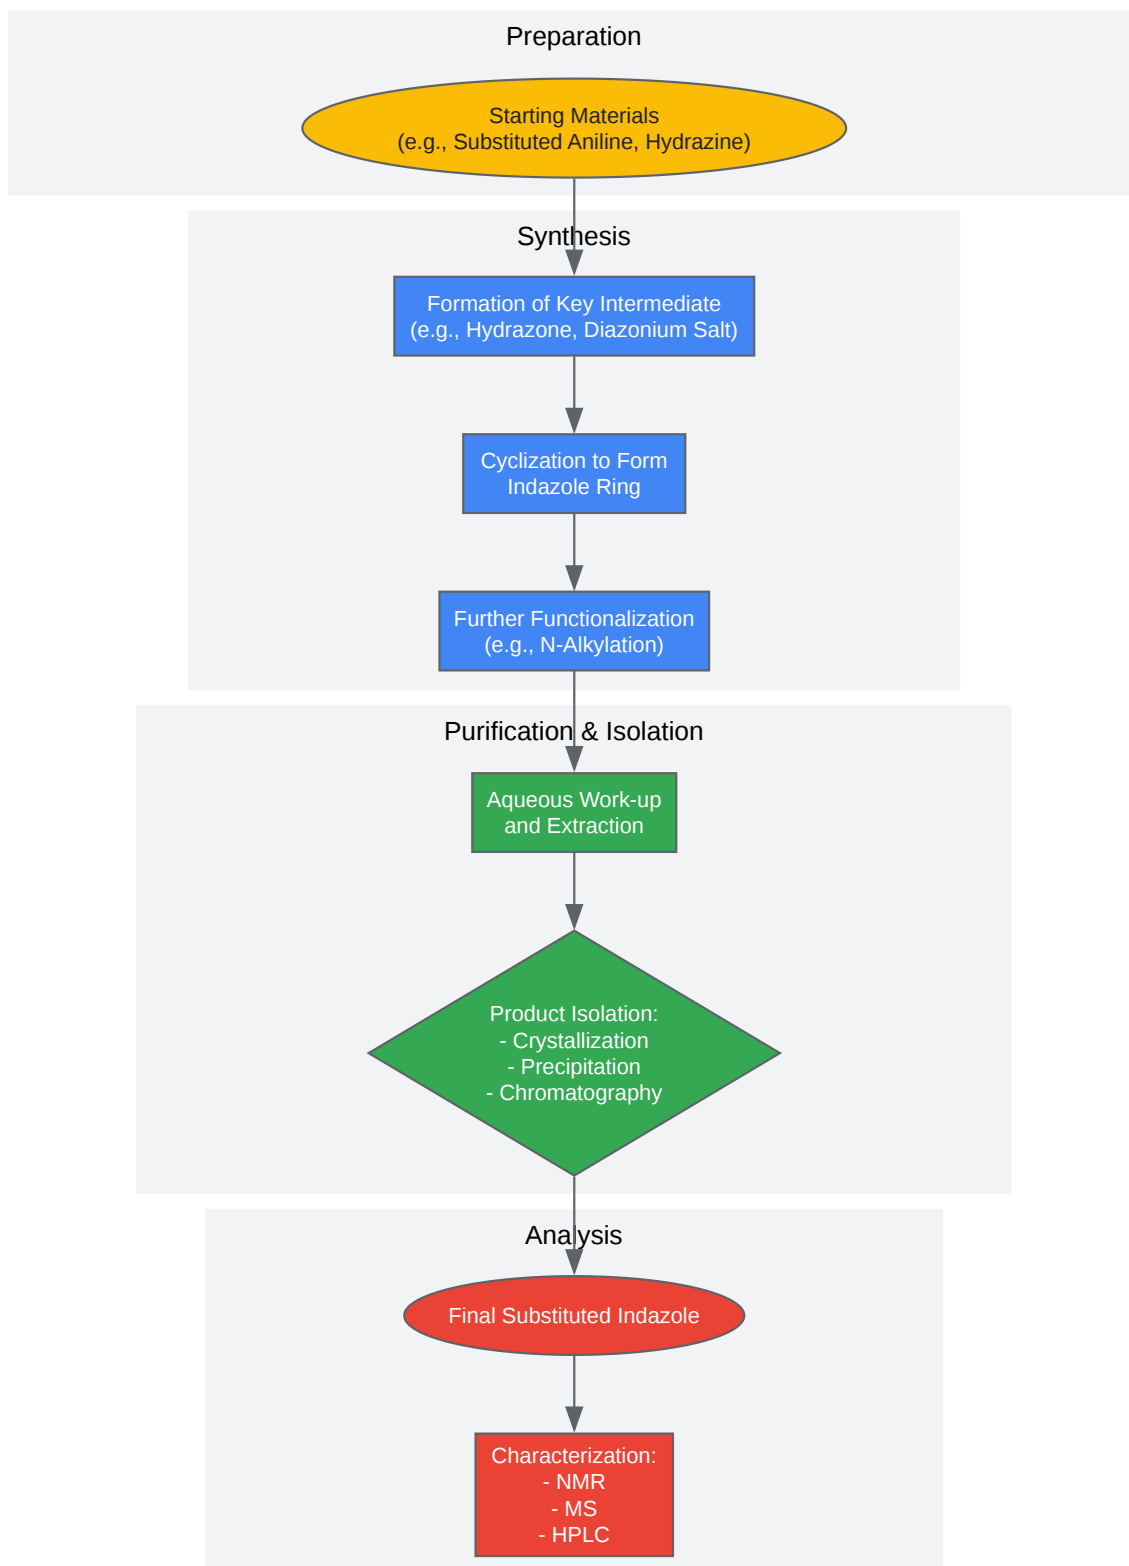 Preparation
Starting Materials
(e.g., Substituted Aniline, Hydrazine)
Synthesis
Formation of Key Intermediate
(e.g., Hydrazone, Diazonium Salt)
Cyclization to Form
Indazole Ring
Further Functionalization
(e.g., N-Alkylation)
Purification & Isolation
Aqueous Work-up
and Extraction
Product Isolation:
- Crystallization
- Precipitation
- Chromatography
Analysis
Final Substituted Indazole
Characterization:
- NMR
- MS
- HPLC